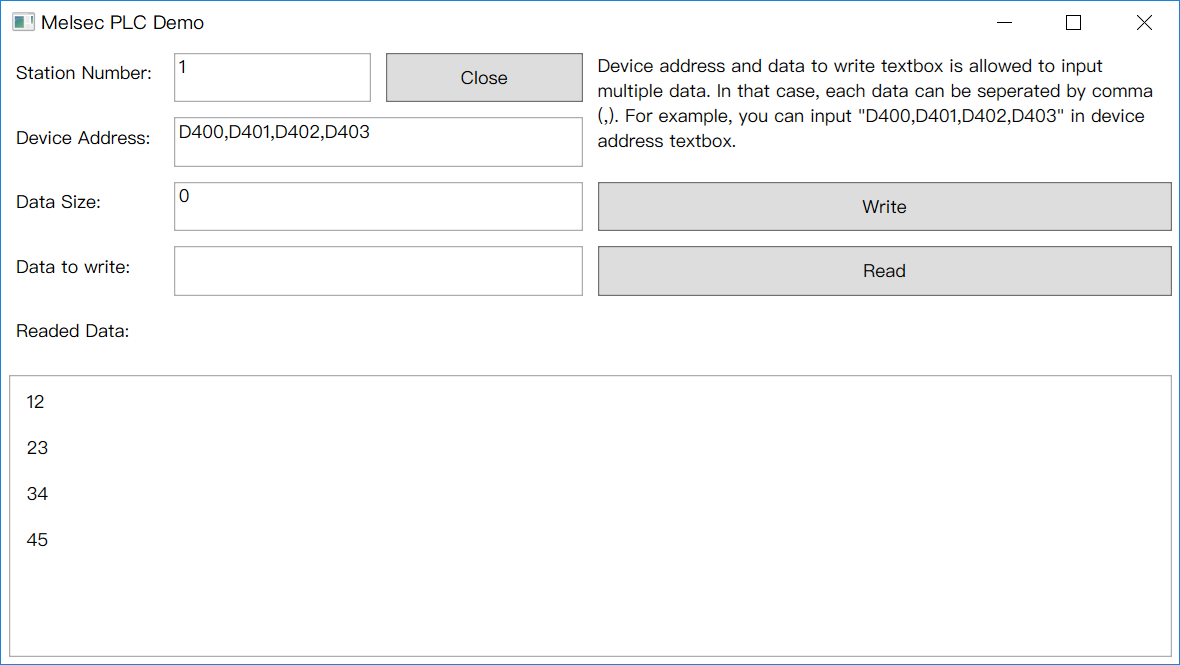 Melsec PLC Demo
Station Number:
1
Close
Device address and data to write textbox is allowed to input
multiple data. In that case, each data can be seperated by comma
(,). For example, you can input "D400,D401,D402,D403" in device
address textbox.
Device Address:
D400,D401,D402,D403
Data Size:
0
Write
Data to write:
Read
Readed Data:
12
23
34
45